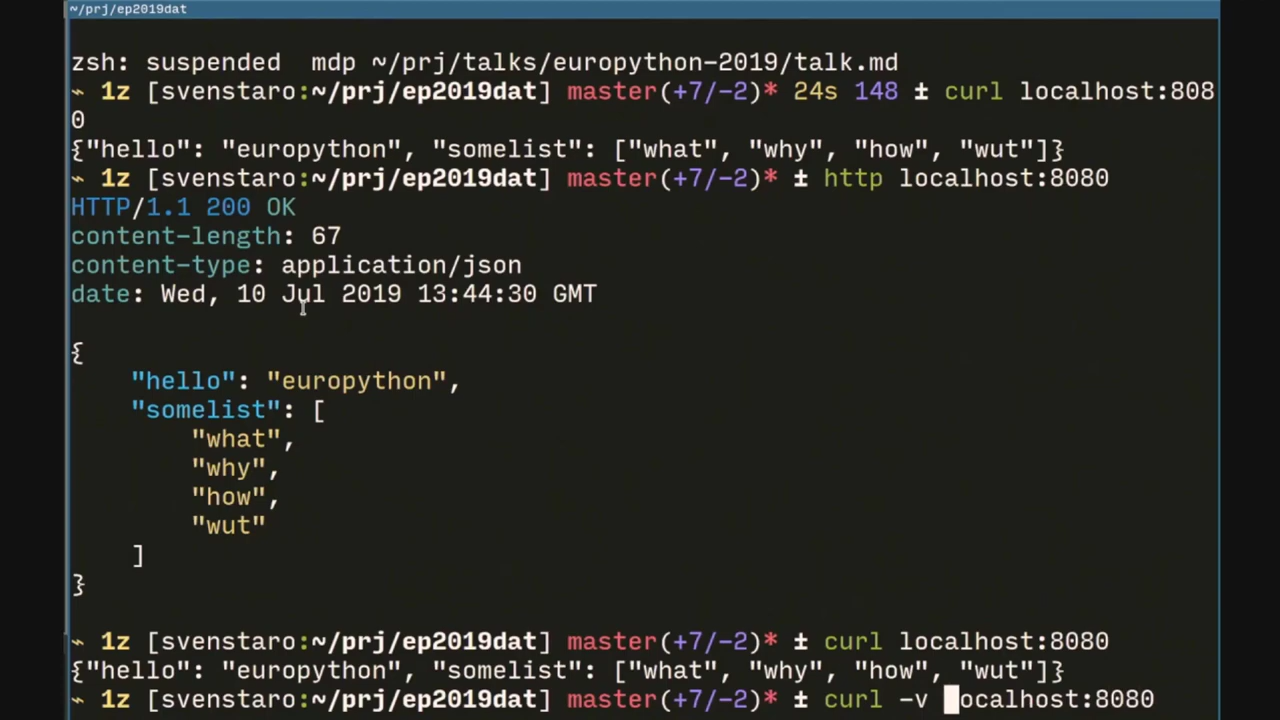 ~/prj/ep2019dat
zsh: suspended  mdp ~/prj/talks/europython-2019/talk.md
~ 1z [svenstaro:~/prj/ep2019dat] master(+7/-2)* 24s 148 ± curl localhost:808
0
{"hello": "europython", "somelist": ["what", "why", "how", "wut"]}
~ 1z [svenstaro:~/prj/ep2019dat] master(+7/-2)* ± http localhost:8080
HTTP/1.1 200 OK
content-length: 67
content-type: application/json
date: Wed, 10 Jul 2019 13:44:30 GMT
{
    "hello": "europython",
    "somelist": [
        "what",
        "why",
        "how",
        "wut"
    ]
}
~ 1z [svenstaro:~/prj/ep2019dat] master(+7/-2)* ± curl localhost:8080
{"hello": "europython", "somelist": ["what", "why", "how", "wut"]}
~ 1z [svenstaro:~/prj/ep2019dat] master(+7/-2)* ± curl -v localhost:8080